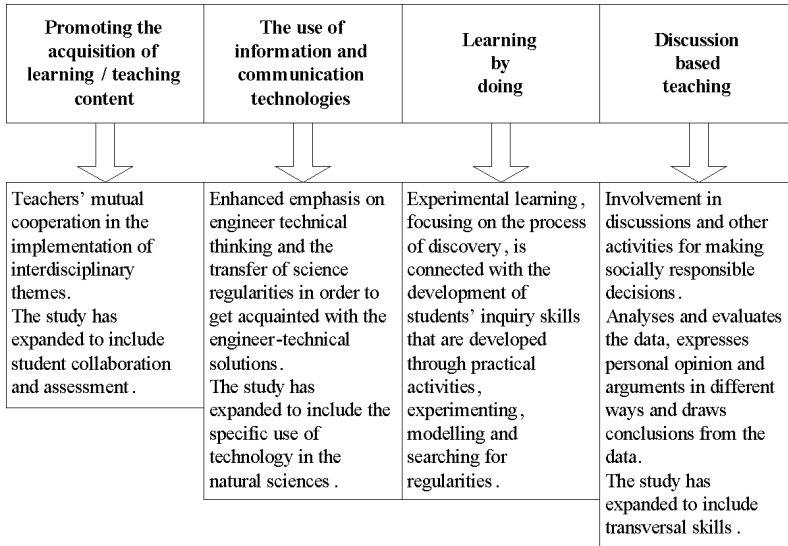 Promoting the
acquisition of
learning / teaching
content
The use of
information and
communication
technologies
Learning
by
doing
Discussion
based
teaching
Teachers’ mutual
cooperation in the
implementation of
interdisciplinary
themes.
The study has
expanded to include
student collaboration
and assessment .
Enhanced emphasis on
engineer technical
thinking and the
transfer of science
regularities in order to
get acquainted with the
engineer-technical
solutions.
The study has
expanded to include the
specific use of
technology in the
natural sciences .
Experimental learning ,
focusing on the process
of discovery , is
connected with the
development of
students’ inquiry skills
that are developed
through practical
activities,
experimenting ,
modelling and
searching for
regularities .
Involvement in
discussions and other
activities for making
socially responsible
decisions .
Analyses and evaluates
the data, expresses
personal opinion and
arguments in different
ways and draws
conclusions from the
data.
The study has
expanded to include
transversal skills .